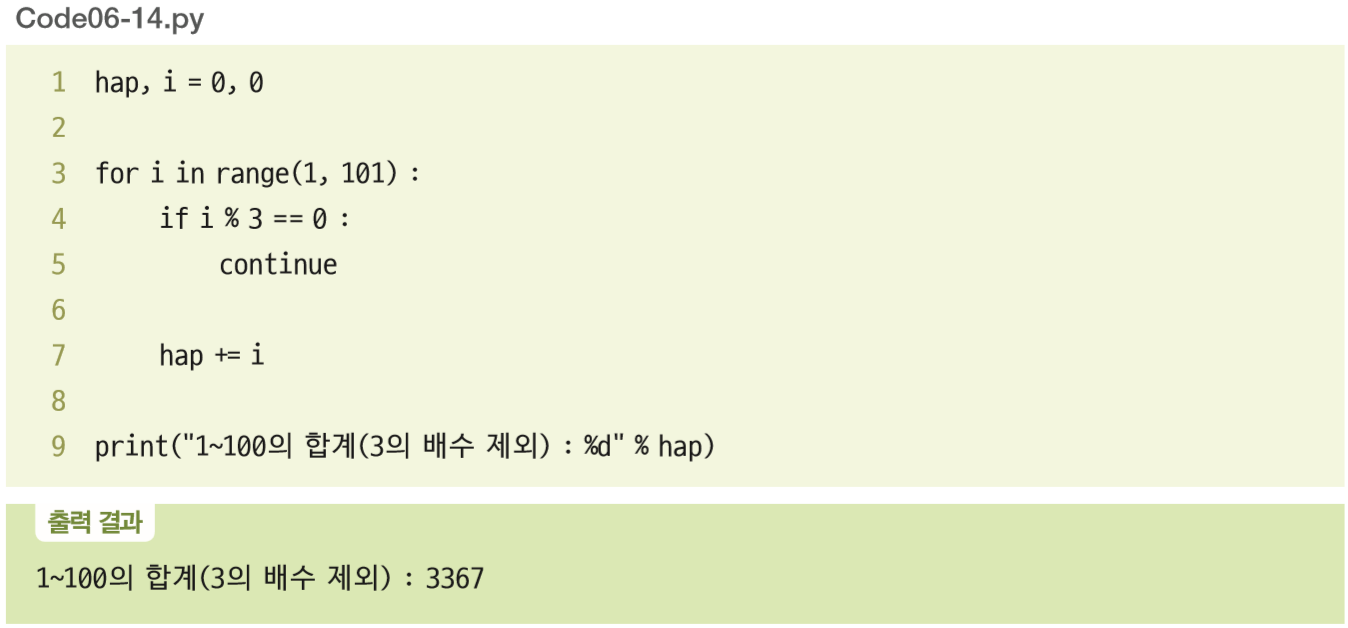 Code06-14.py
1 hap, i = 0, 0
2
3 for i in range(1, 101) :
4 if i % 3 == 0 :
5 continue
6
7 hap += i
8
9 print("1~100의 합계(3의 배수 제외) : %d" % hap)
출력 결과
1~100의 합계(3의 배수 제외) : 3367